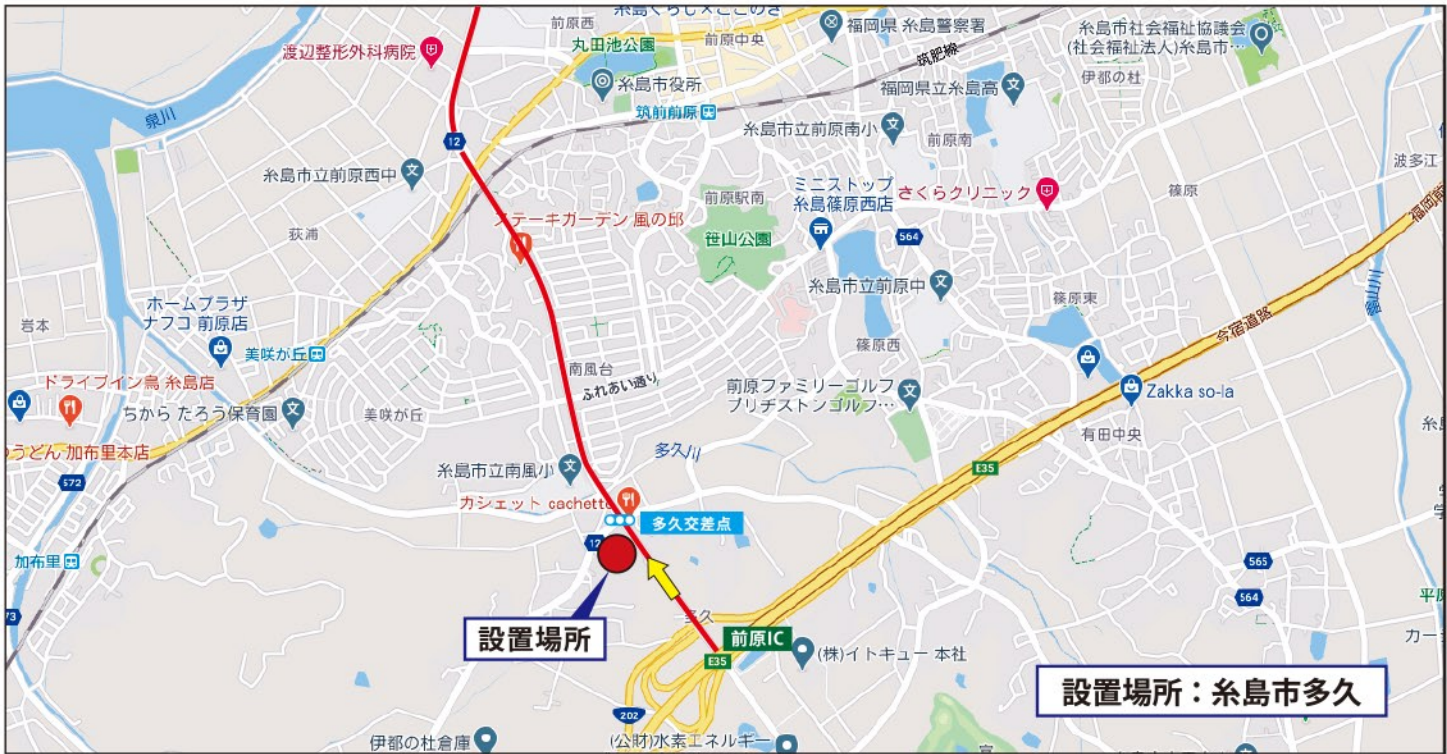 前原西
糸島くらし×ここのき
福岡県 糸島警察署
糸島市社会福祉協議会
(社会福祉法人)糸島市…
渡辺整形外科病院
丸田池公園
前原中央
筑肥線
伊都の杜
糸島市役所
福岡県立糸島高
泉川
筑前前原
糸島市立前原南小
前原南
12
波多江
糸島市立前原西中
前原駅南
ミニストップ
糸島篠原西店
さくらクリニック
篠原
荻浦
ステーキガーデン 風の邱
笹山公園
564
福岡前
糸島市立前原中
ホームプラザ
ナフコ 前原店
篠原東
岩本
今宿道路
美咲が丘
篠原西
南風台
ふれあい通り
ドライブイン鳥 糸島店
前原ファミリーゴルフ
ブリヂストンゴルフ…
Zakka so-la
ちから たろう保育園
美咲が丘
有田中央
うどん 加布里本店
多久川
糸島市立南風小
E35
572
カシェット cachette
多久交差点
12
加布里
565
564
平原
73
多久
設置場所
前原IC
E35
(株)イトキュー 本社
カー
設置場所：糸島市多久
202
伊都の杜倉庫
(公財)水素エネルギー